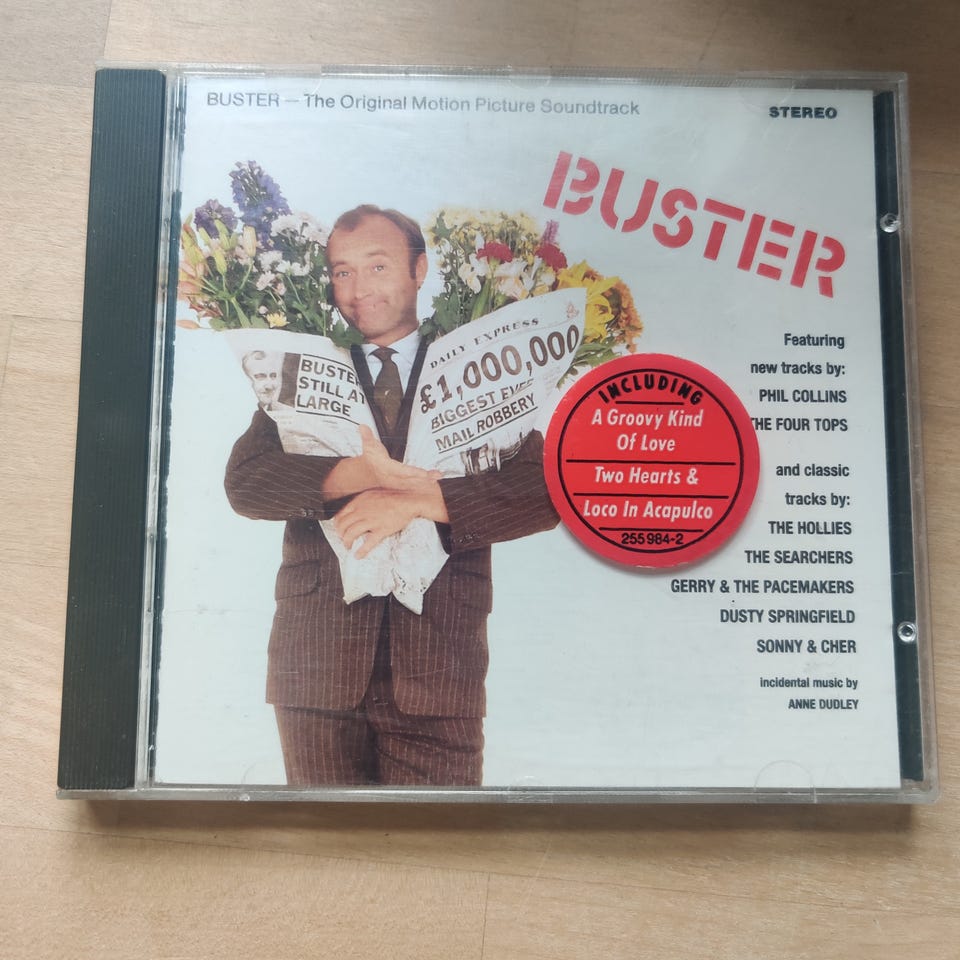 BUSTER — The Original Motion Picture Soundtrack
STEREO
BUSTER
DAILY EXPRESS
£1,000,000
BIGGEST EVER
MAIL ROBBERY
BUSTER
STILL AT
LARGE
Featuring
new tracks by:
PHIL COLLINS
THE FOUR TOPS
and classic
tracks by:
THE HOLLIES
THE SEARCHERS
GERRY & THE PACEMAKERS
DUSTY SPRINGFIELD
SONNY & CHER
incidental music by
ANNE DUDLEY
INCLUDING
A Groovy Kind
Of Love
Two Hearts &
Loco In Acapulco
255 984-2